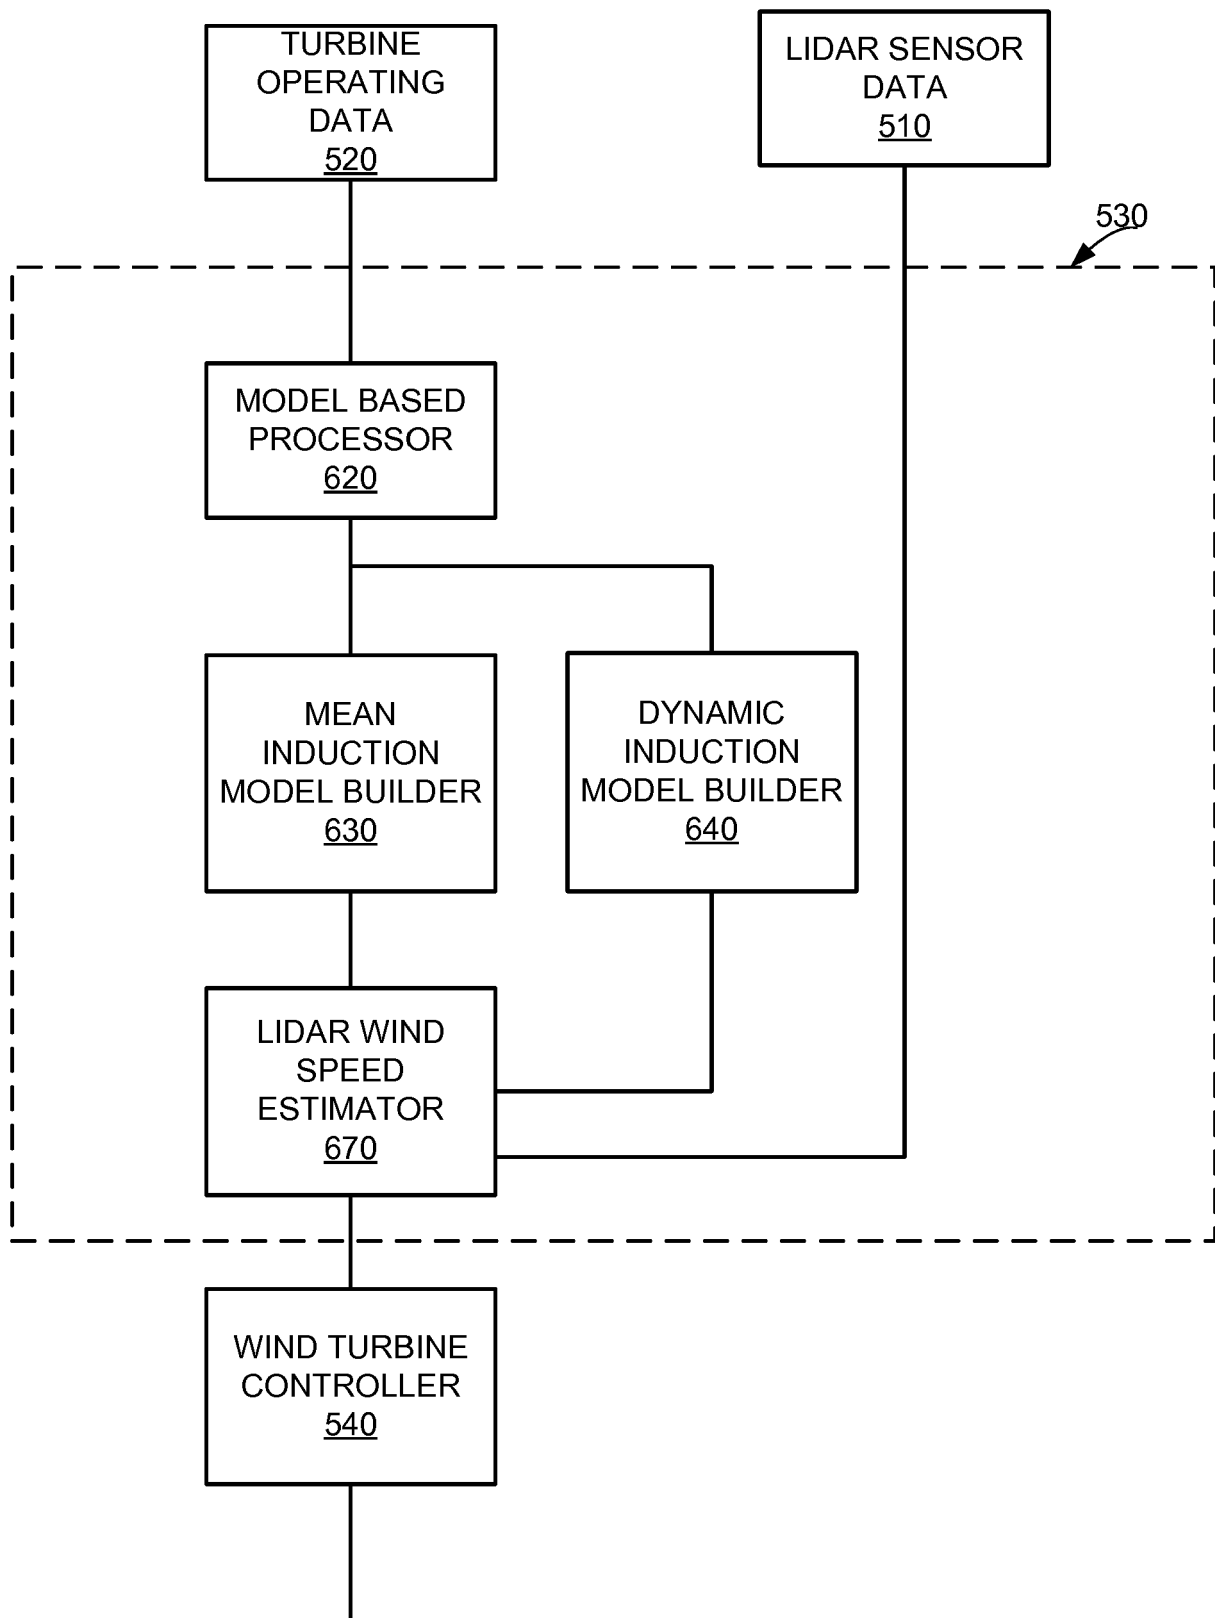 TURBINE
OPERATING
DATA
520
LIDAR SENSOR
DATA
510
530
MODEL BASED
PROCESSOR
620
MEAN
INDUCTION
MODEL BUILDER
630
DYNAMIC
INDUCTION
MODEL BUILDER
640
LIDAR WIND
SPEED
ESTIMATOR
670
WIND TURBINE
CONTROLLER
540